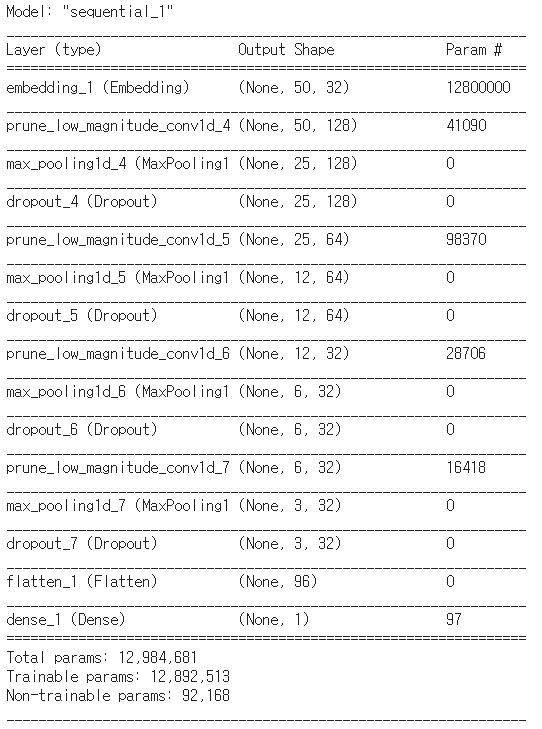 Model: "sequential_1"
Layer (type) Output Shape Param #
embedding_1 (Embedding) (None, 50, 32) 12800000
prune_low_magnitude_conv1d_4 (None, 50, 128) 41090
max_pooling1d_4 (MaxPooling1 (None, 25, 128) 0
dropout_4 (Dropout) (None, 25, 128) 0
prune_low_magnitude_conv1d_5 (None, 25, 64) 98370
max_pooling1d_5 (MaxPooling1 (None, 12, 64) 0
dropout_5 (Dropout) (None, 12, 64) 0
prune_low_magnitude_conv1d_6 (None, 12, 32) 28706
max_pooling1d_6 (MaxPooling1 (None, 6, 32) 0
dropout_6 (Dropout) (None, 6, 32) 0
prune_low_magnitude_conv1d_7 (None, 6, 32) 16418
max_pooling1d_7 (MaxPooling1 (None, 3, 32) 0
dropout_7 (Dropout) (None, 3, 32) 0
flatten_1 (Flatten) (None, 96) 0
dense_1 (Dense) (None, 1) 97
Total params: 12,984,681
Trainable params: 12,892,513
Non-trainable params: 92,168